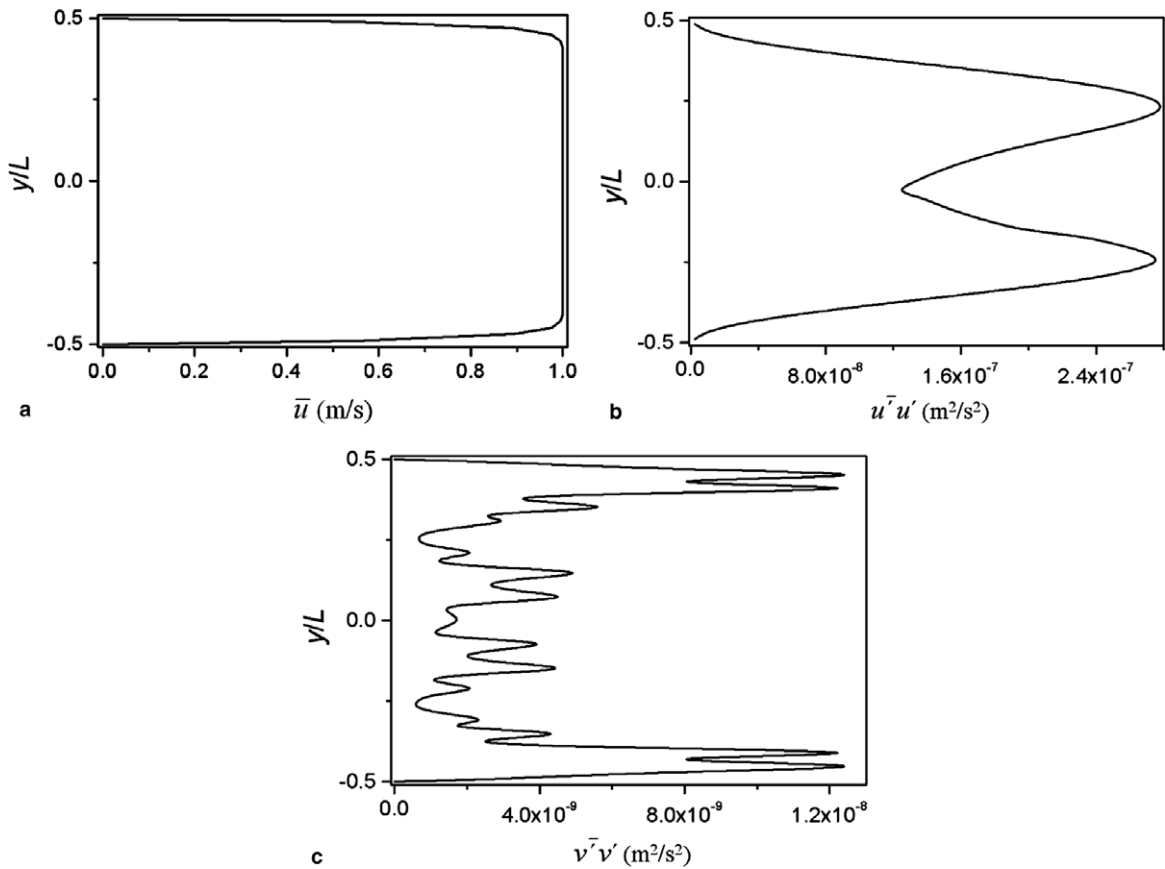 0.5
0.0
-0.5
y/L
0.0 0.2 0.4 0.6 0.8 1.0
a
u̅ (m/s)
0.5
0.0
-0.5
y/L
0.0 8.0x10⁻⁸ 1.6x10⁻⁷ 2.4x10⁻⁷
b
u′̅u′ (m²/s²)
0.5
0.0
-0.5
y/L
0.0 4.0x10⁻⁹ 8.0x10⁻⁹ 1.2x10⁻⁸
c
v′̅v′ (m²/s²)